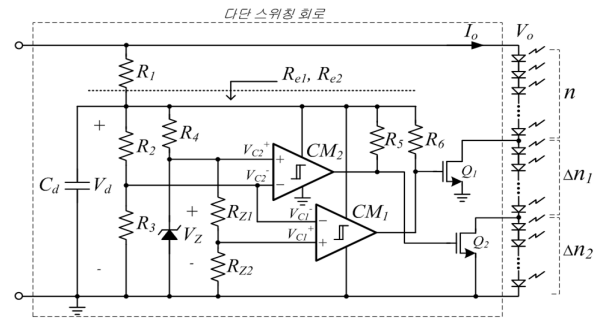 다단 스위칭 회로
I_o V_o
R_1
R_e1, R_e2
n
+
R_2
R_4
V_C2^+
+
CM_2
R_5
R_6
Q_1
C_d
V_d
V_C2^-
-
Δn_1
R_3
+
V_Z
-
R_Z1
V_C1^-
-
CM_1
V_C1^+
+
Q_2
R_Z2
Δn_2
-